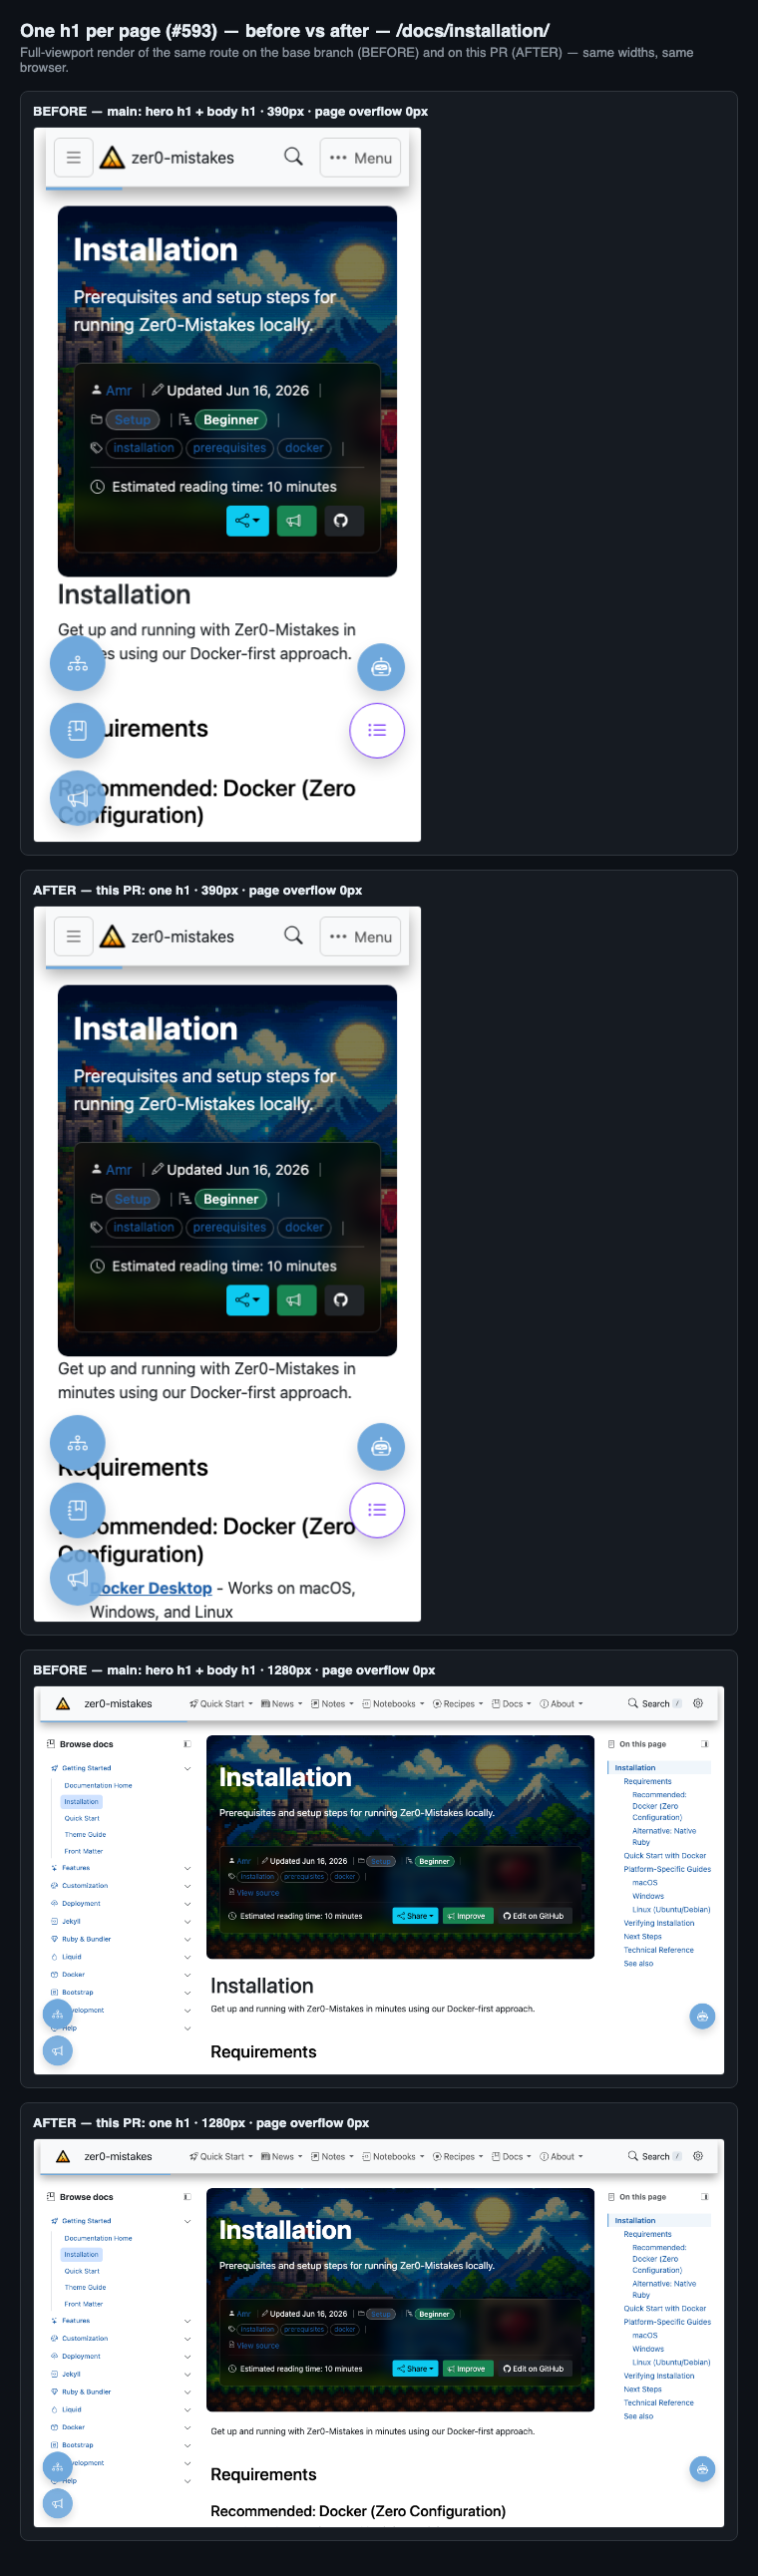 One h1 per page (#593) — before vs after — /docs/installation/
Full-viewport render of the same route on the base branch (BEFORE) and on this PR (AFTER) — same widths, same
browser.
BEFORE — main: hero h1 + body h1 · 390px · page overflow 0px
zer0-mistakes
Menu
Installation
Prerequisites and setup steps for
running Zer0-Mistakes locally.
Amr | Updated Jun 16, 2026 |
Setup | Beginner |
installation prerequisites docker |
Estimated reading time: 10 minutes
Installation
Get up and running with Zer0-Mistakes in
using our Docker-first approach.
Docker (Zero
AFTER — this PR: one h1 · 390px · page overflow 0px
zer0-mistakes
Menu
Installation
Prerequisites and setup steps for
running Zer0-Mistakes locally.
Amr | Updated Jun 16, 2026 |
Setup | Beginner |
installation prerequisites docker |
Estimated reading time: 10 minutes
Get up and running with Zer0-Mistakes in
minutes using our Docker-first approach.
Requirements
Docker (Zero
Configuration)
Docker Desktop - Works on macOS,
Windows, and Linux
BEFORE — main: hero h1 + body h1 · 1280px · page overflow 0px
zer0-mistakes Quick Start News Notes Notebooks Recipes Docs About Search /
Browse docs
Getting Started
Documentation Home
Installation
Quick Start
Theme Guide
Front Matter
Features
Customization
Deployment
Jekyll
Ruby & Bundler
Liquid
Docker
Bootstrap
Help
Installation
Prerequisites and setup steps for running Zer0-Mistakes locally.
Amr | Updated Jun 16, 2026 | Setup | Beginner |
installation prerequisites docker |
View source
Estimated reading time: 10 minutes Share Improve Edit on GitHub
Installation
Get up and running with Zer0-Mistakes in minutes using our Docker-first approach.
Requirements
On this page
Installation
Requirements
Recommended:
Docker (Zero
Configuration)
Alternative: Native
Ruby
Quick Start with Docker
Platform-Specific Guides
macOS
Windows
Linux (Ubuntu/Debian)
Verifying Installation
Next Steps
Technical Reference
See also
AFTER — this PR: one h1 · 1280px · page overflow 0px
zer0-mistakes Quick Start News Notes Notebooks Recipes Docs About Search /
Browse docs
Getting Started
Documentation Home
Installation
Quick Start
Theme Guide
Front Matter
Features
Customization
Deployment
Jekyll
Ruby & Bundler
Liquid
Docker
Bootstrap
Help
Installation
Prerequisites and setup steps for running Zer0-Mistakes locally.
Amr | Updated Jun 16, 2026 | Setup | Beginner |
installation prerequisites docker |
View source
Estimated reading time: 10 minutes Share Improve Edit on GitHub
Get up and running with Zer0-Mistakes in minutes using our Docker-first approach.
Requirements
Recommended: Docker (Zero Configuration)
On this page
Installation
Requirements
Recommended:
Docker (Zero
Configuration)
Alternative: Native
Ruby
Quick Start with Docker
Platform-Specific Guides
macOS
Windows
Linux (Ubuntu/Debian)
Verifying Installation
Next Steps
Technical Reference
See also